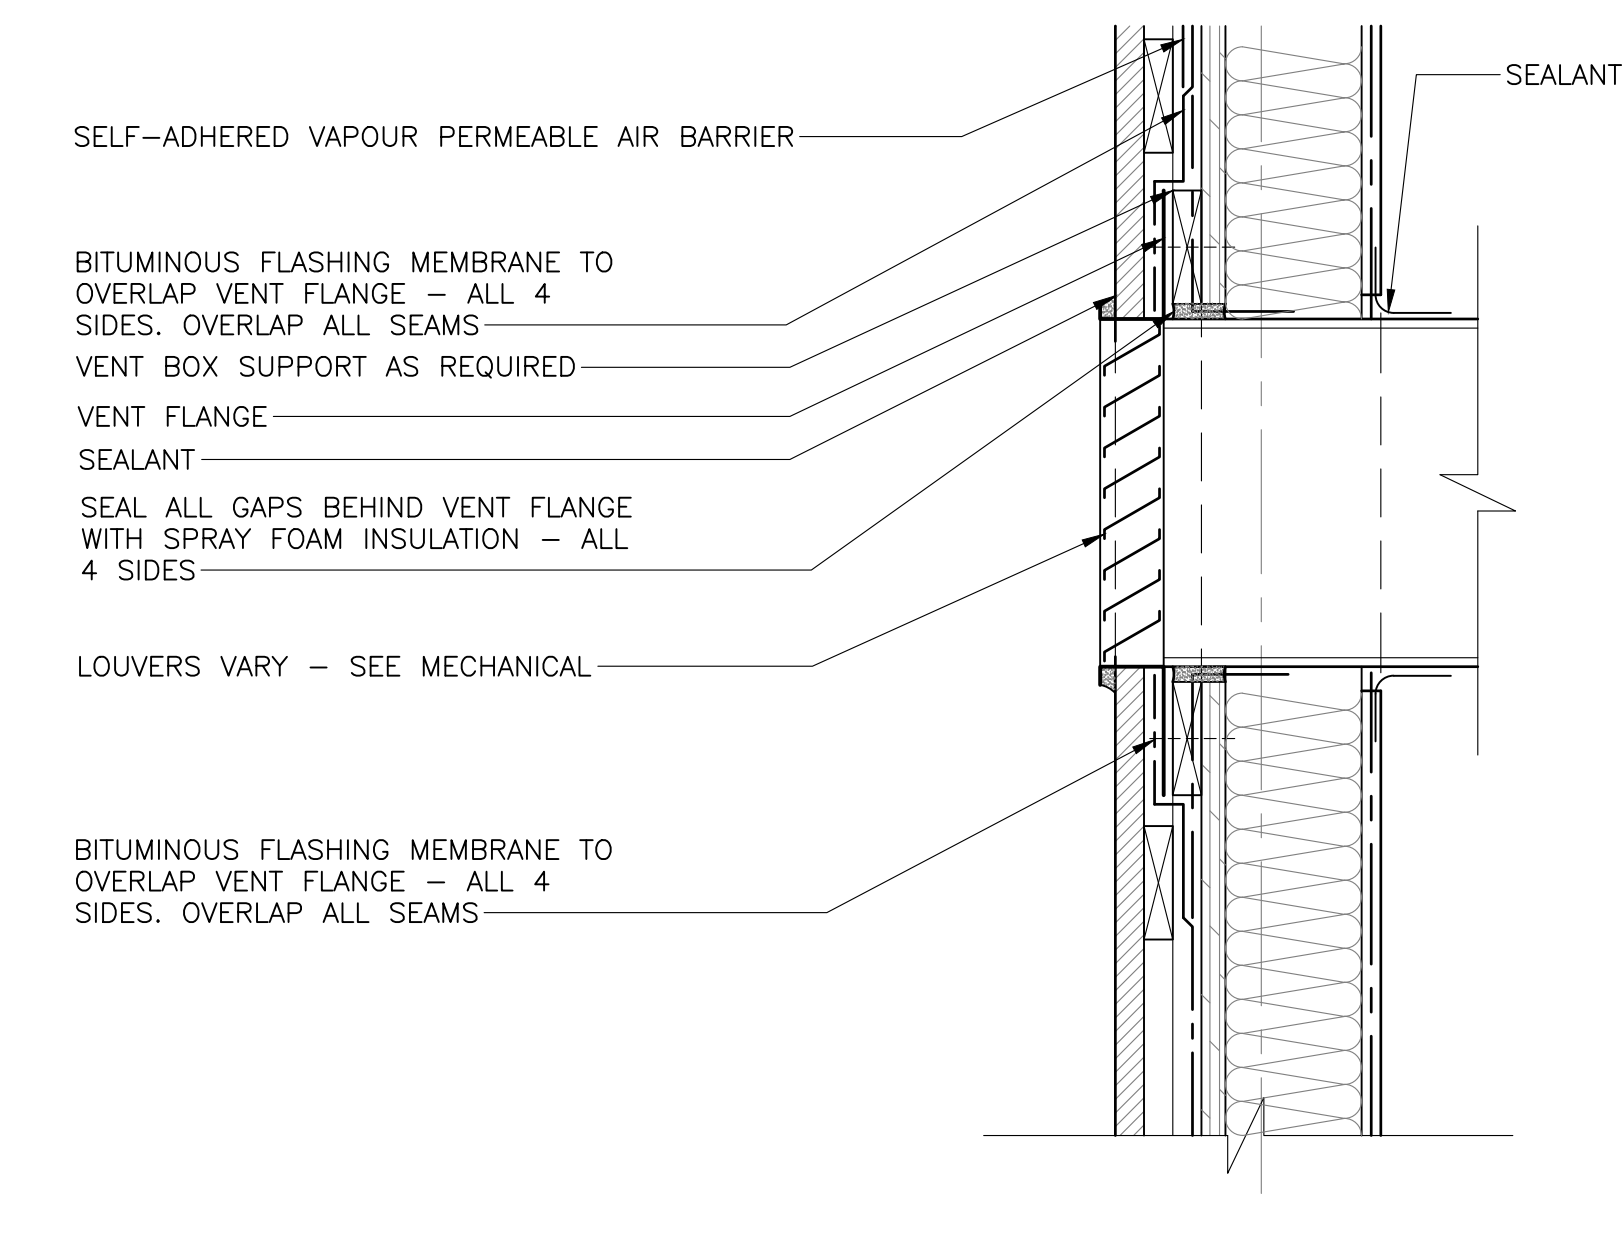 SEALANT
SELF-ADHERED VAPOUR PERMEABLE AIR BARRIER
BITUMINOUS FLASHING MEMBRANE TO
OVERLAP VENT FLANGE - ALL 4
SIDES. OVERLAP ALL SEAMS
VENT BOX SUPPORT AS REQUIRED
VENT FLANGE
SEALANT
SEAL ALL GAPS BEHIND VENT FLANGE
WITH SPRAY FOAM INSULATION - ALL
4 SIDES
LOUVERS VARY - SEE MECHANICAL
BITUMINOUS FLASHING MEMBRANE TO
OVERLAP VENT FLANGE - ALL 4
SIDES. OVERLAP ALL SEAMS